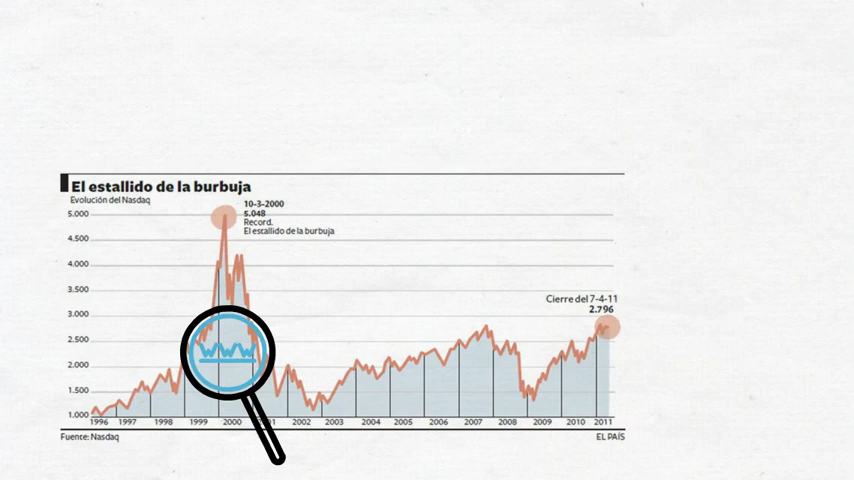 El estallido de la burbuja
Evolución del Nasdaq
10-3-2000
5.048
Record.
El estallido de la burbuja
5.000
4.500
4.000
3.500
3.000
2.500
2.000
1.500
1.000
Cierre del 7-4-11
2.796
1996 1997 1998 1999 2000 2002 2003 2004 2005 2006 2007 2008 2009 2010 2011
Fuente: Nasdaq
EL PAÍS